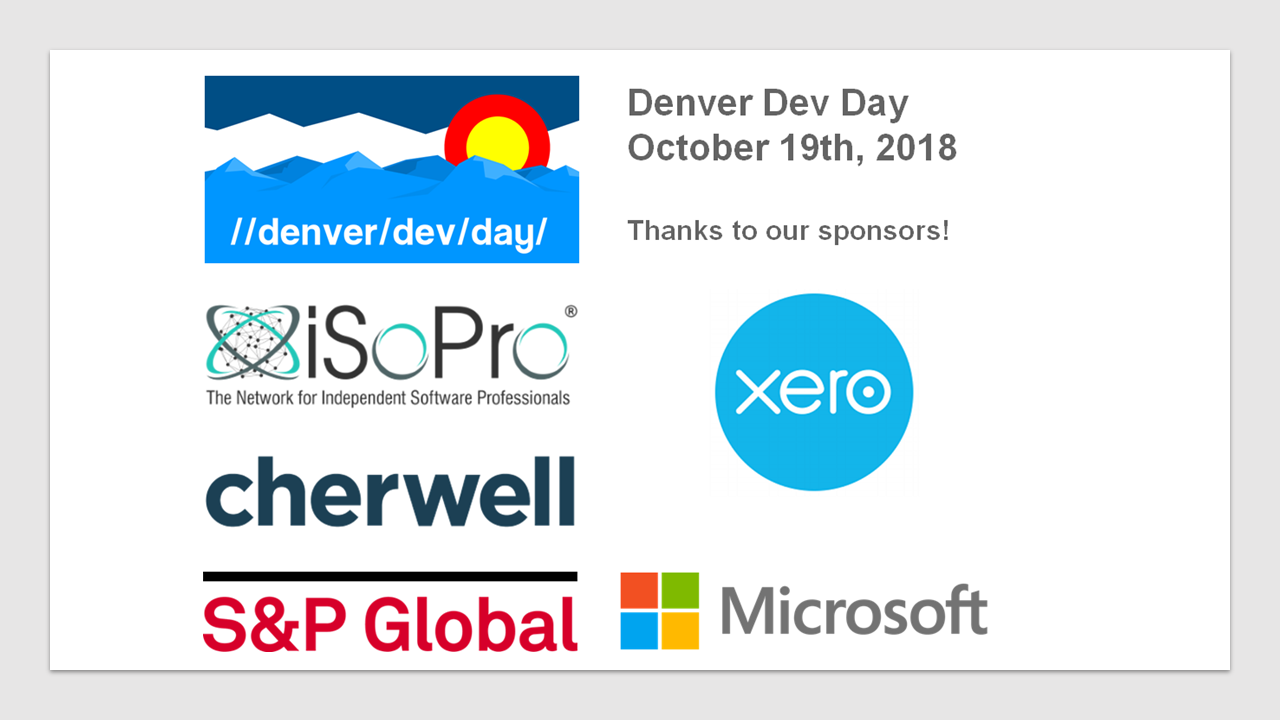 //denver/dev/day/
Denver Dev Day
October 19th, 2018
Thanks to our sponsors!
iSoPro®
The Network for Independent Software Professionals
xero
cherwell
S&P Global
Microsoft